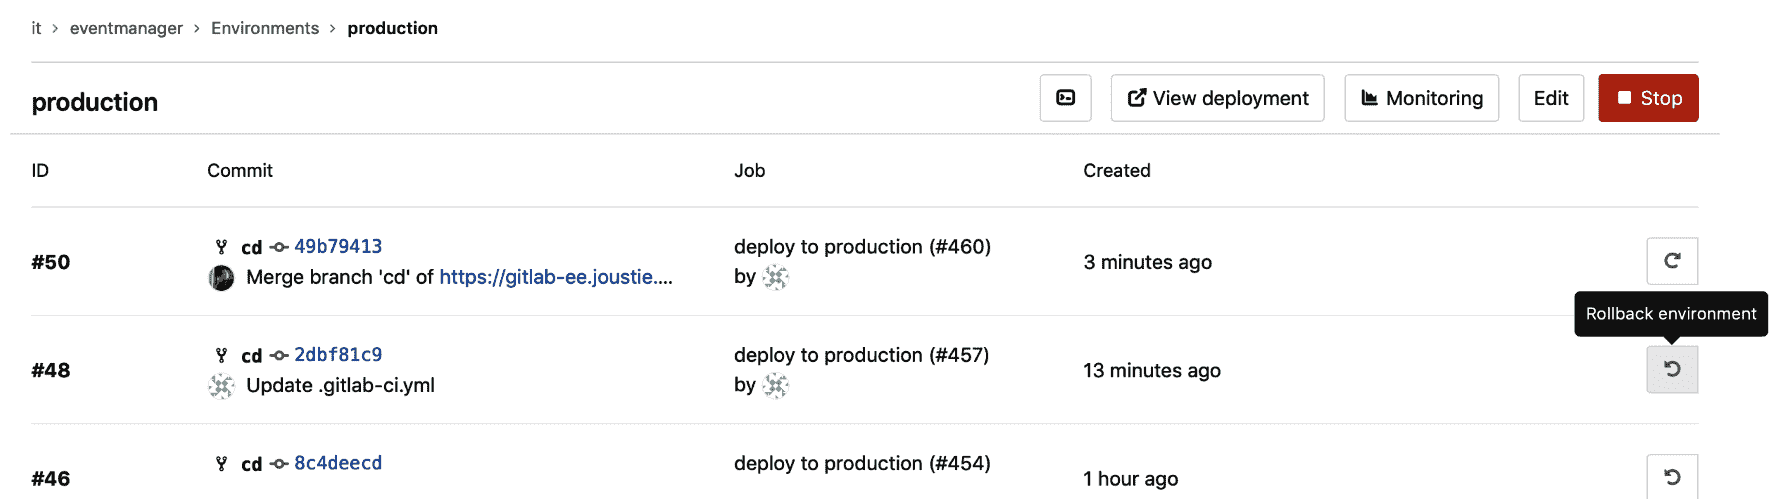 it > eventmanager > Environments > production
production View deployment Monitoring Edit Stop
ID Commit Job Created
#50 cd 49b79413 deploy to production (#460) 3 minutes ago
Merge branch 'cd' of https://gitlab-ee.joustie.... by
Rollback environment
#48 cd 2dbf81c9 deploy to production (#457) 13 minutes ago
Update .gitlab-ci.yml by
#46 cd 8c4deecd deploy to production (#454) 1 hour ago